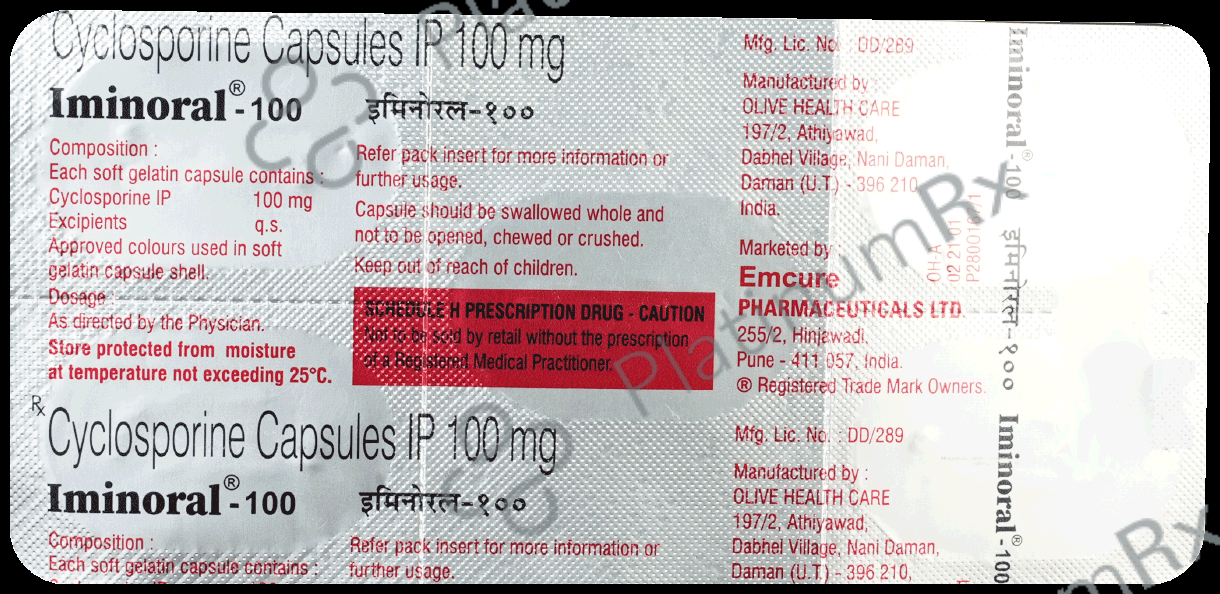 Cyclosporine Capsules IP 100 mg
Iminoral®-100
इमिनोरल-१००
Composition :
Each soft gelatin capsule contains :
Cyclosporine IP 100 mg
Excipients q.s.
Approved colours used in soft
gelatin capsule shell.
Dosage :
As directed by the Physician.
Store protected from moisture
at temperature not exceeding 25°C.
Refer pack insert for more information or
further usage.
Capsule should be swallowed whole and
not to be opened, chewed or crushed.
Keep out of reach of children.
SCHEDULE H PRESCRIPTION DRUG - CAUTION
Not to be sold by retail without the prescription
of a Registered Medical Practitioner.
Mfg. Lic. No. : DD/289
Manufactured by :
OLIVE HEALTH CARE
197/2, Athiyawad,
Dabhel Village, Nani Daman,
Daman (U.T.) - 396 210,
India.
Marketed by :
Emcure
PHARMACEUTICALS LTD.
255/2, Hinjawadi,
Pune - 411 057, India.
® Registered Trade Mark Owners.
OH-A
02 21 01
Iminoral®-100 इमिनोरल-१०० Iminoral®-100
Rx
Cyclosporine Capsules IP 100 mg
Iminoral®-100
इमिनोरल-१००
Composition :
Each soft gelatin capsule contains :
Refer pack insert for more information or
further usage.
Mfg. Lic. No. : DD/289
Manufactured by :
OLIVE HEALTH CARE
197/2, Athiyawad,
Dabhel Village, Nani Daman,
Daman (U.T.) - 396 210,
PlatinumRx